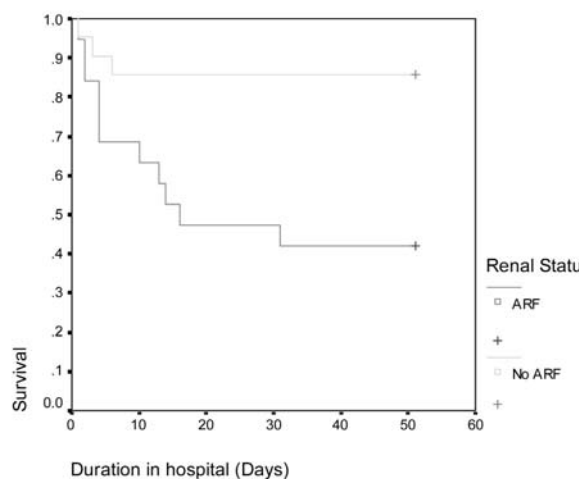 1.0
.9
.8
.7
.6
.5
.4
.3
.2
.1
0.0
Survival
0 10 20 30 40 50 60
Duration in hospital (Days)
Renal Statu
ARF
No ARF